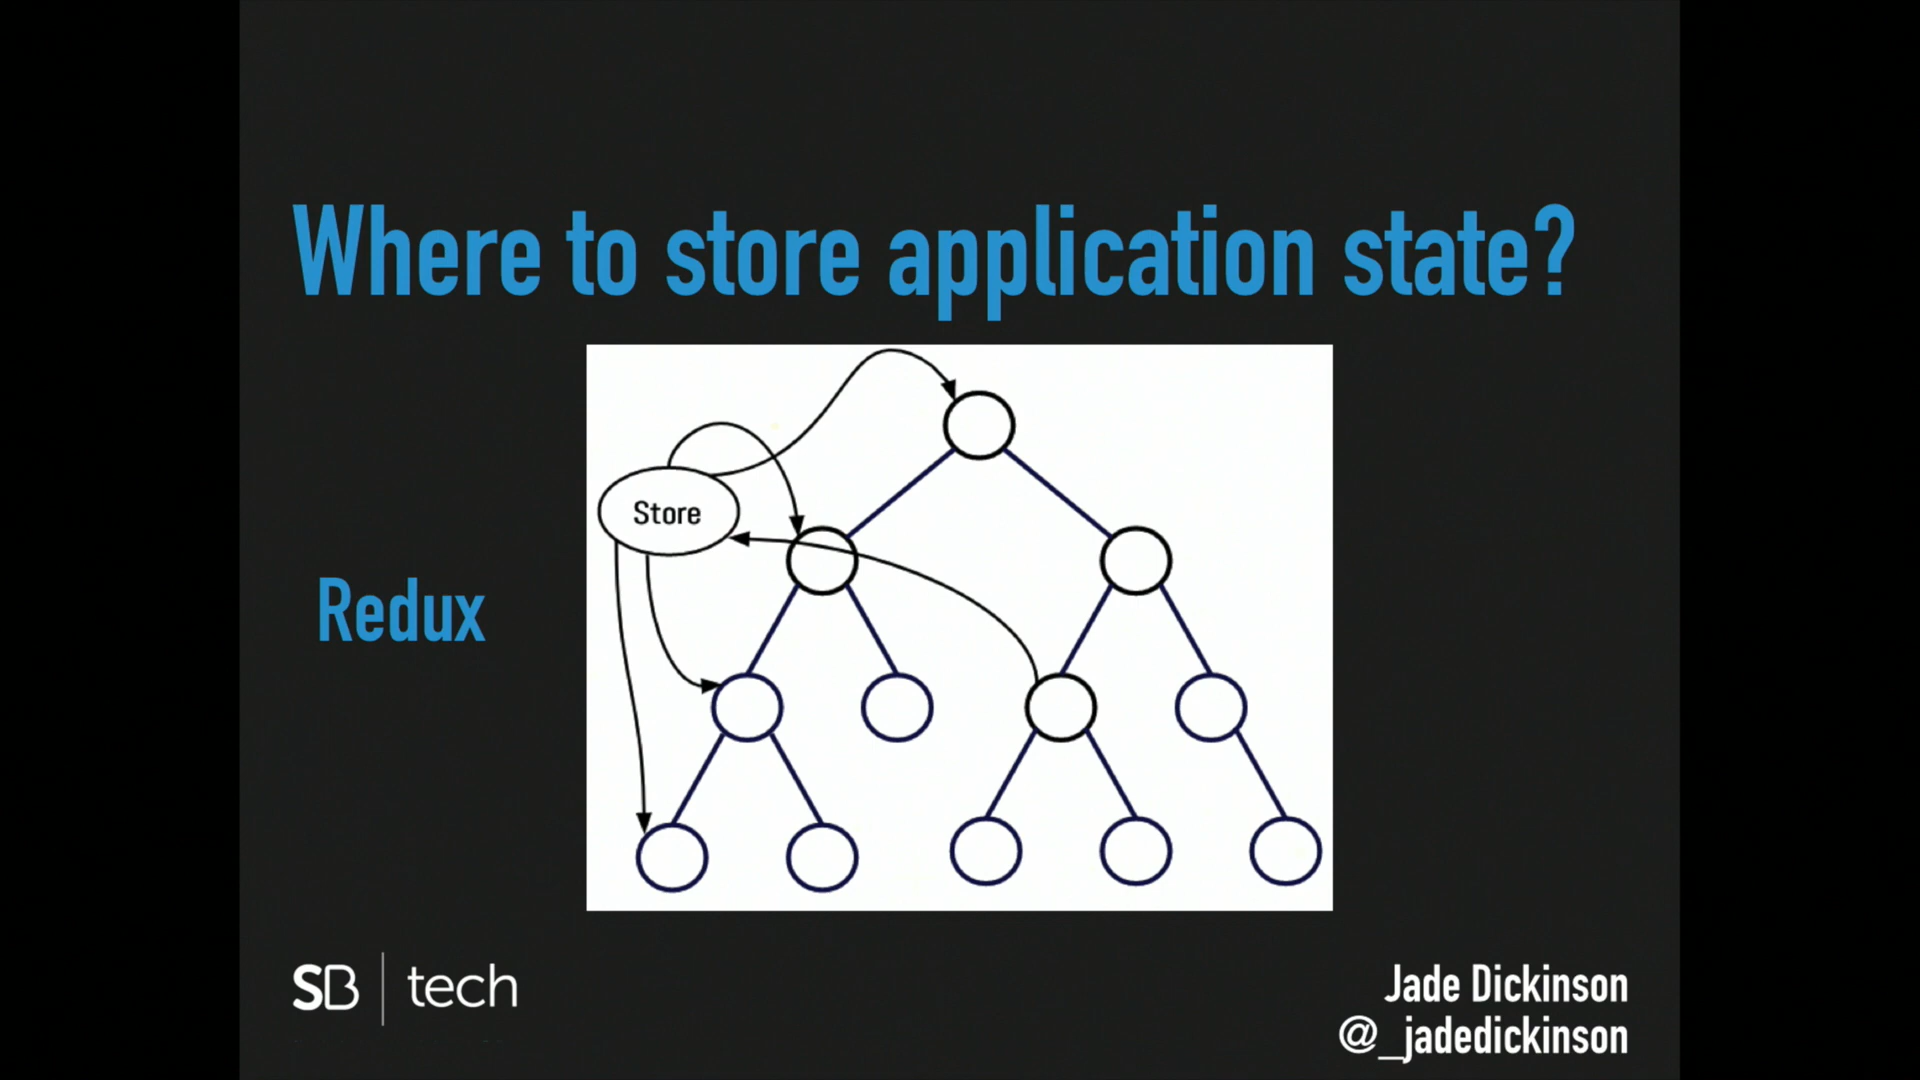 Where to store application state?
Store
Redux
SB | tech
Jade Dickinson
@_jadedickinson